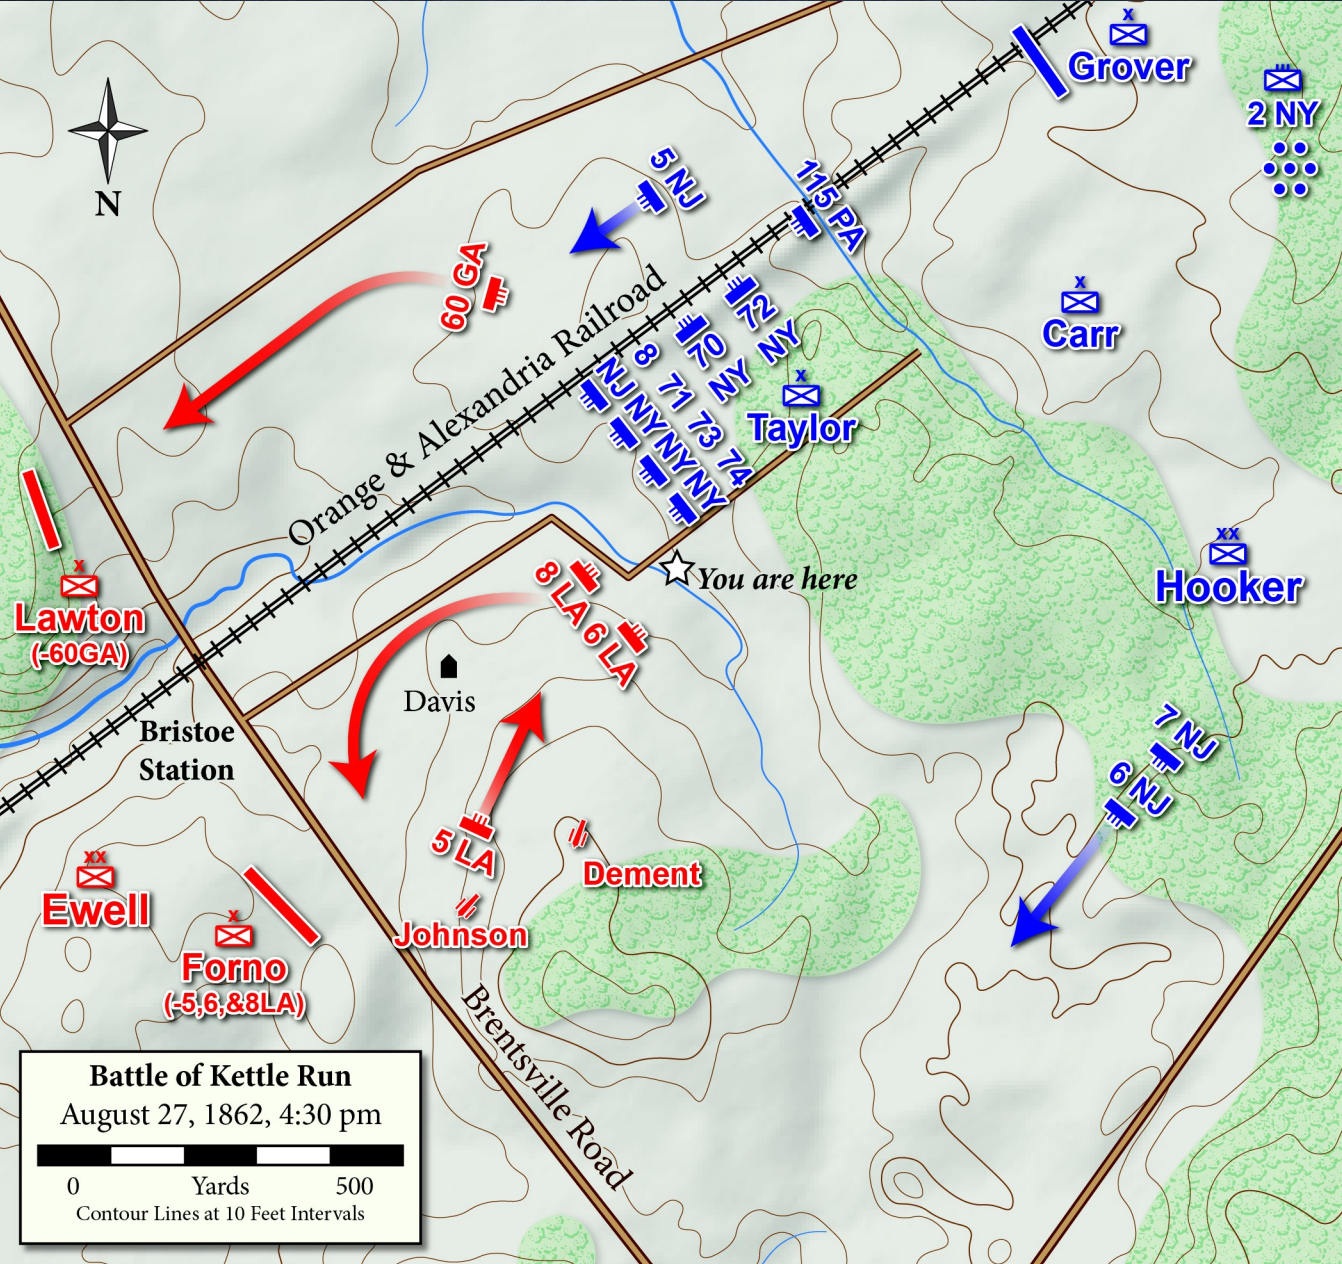 Grover
2 NY
5 NJ
115 PA
N
60 GA
72 NY
Orange & Alexandria Railroad
70 NY
Carr
8 NJ
71 NY
73 NY
74 NY
Taylor
Lawton
(-60GA)
You are here
Hooker
8 LA
6 LA
Davis
Bristoe
Station
7 NJ
6 NJ
5 LA
Dement
Ewell
Johnson
Forno
(-5,6,&8LA)
Brentsville Road
Battle of Kettle Run
August 27, 1862, 4:30 pm
0 Yards 500
Contour Lines at 10 Feet Intervals